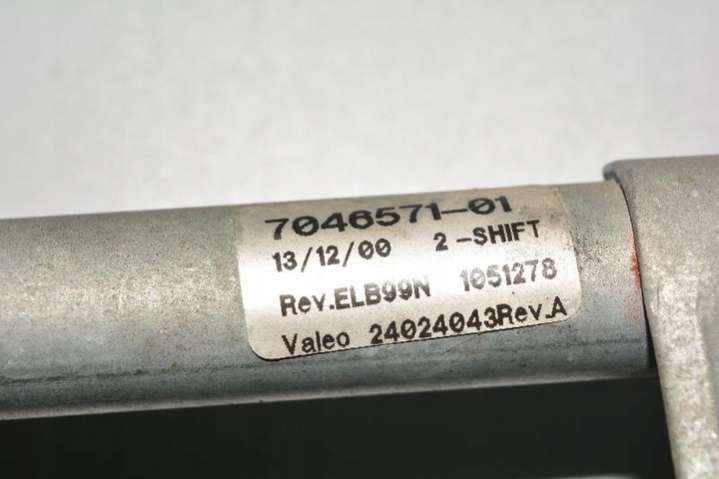 7046571-01
13/12/00 2-SHIFT
Rev.ELB99N 1051278
Valeo 24024043Rev.A